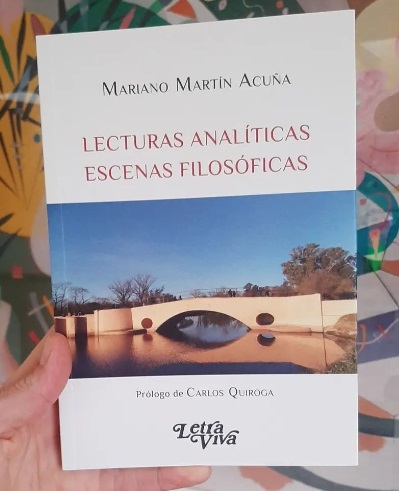 MARIANO MARTÍN ACUÑA
LECTURAS ANALÍTICAS
ESCENAS FILOSÓFICAS
Prólogo de CARLOS QUIROGA
Letra
Viva